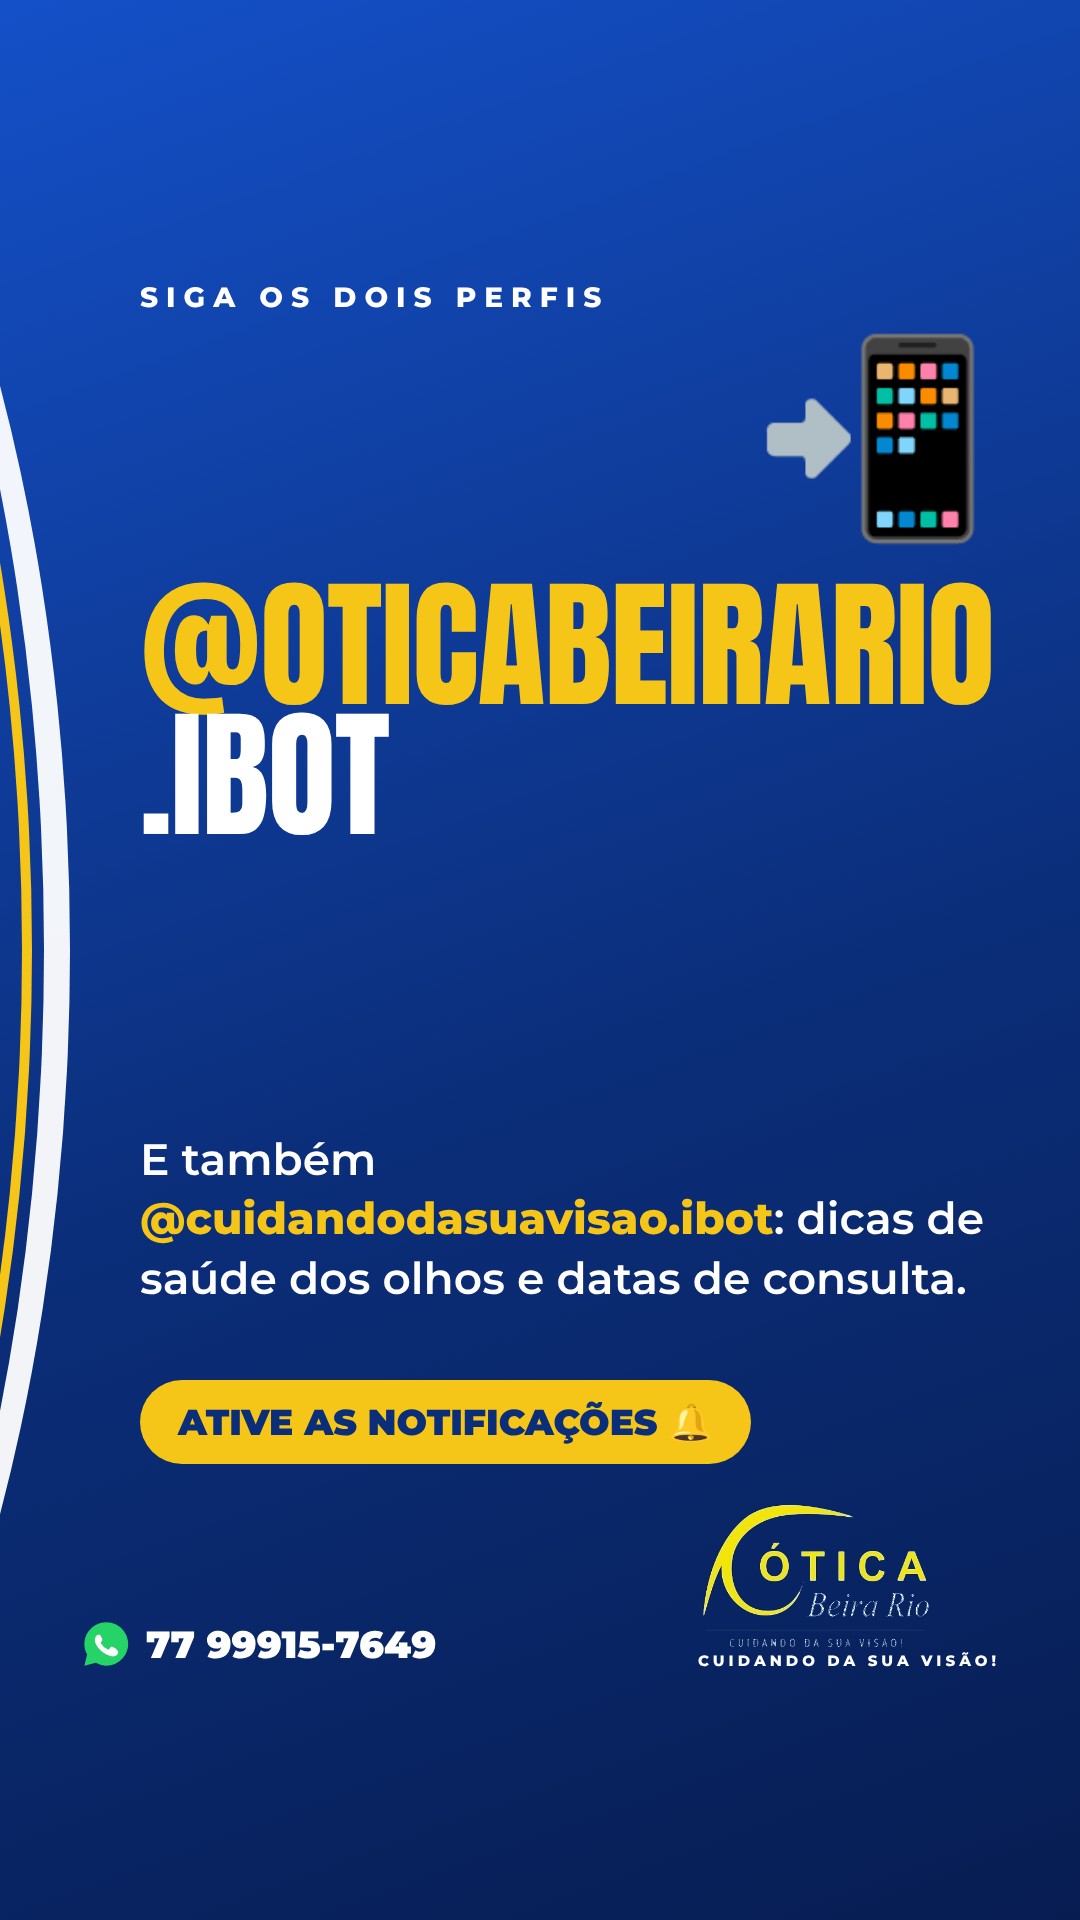 SIGA OS DOIS PERFIS
@OTICABEIRARIO
.IBOT
E também
@cuidandodasuavisao.ibot: dicas de
saúde dos olhos e datas de consulta.
ATIVE AS NOTIFICAÇÕES 🔔
ÓTICA
Beira Rio
CUIDANDO DA SUA VISÃO!
CUIDANDO DA SUA VISÃO!
77 99915-7649